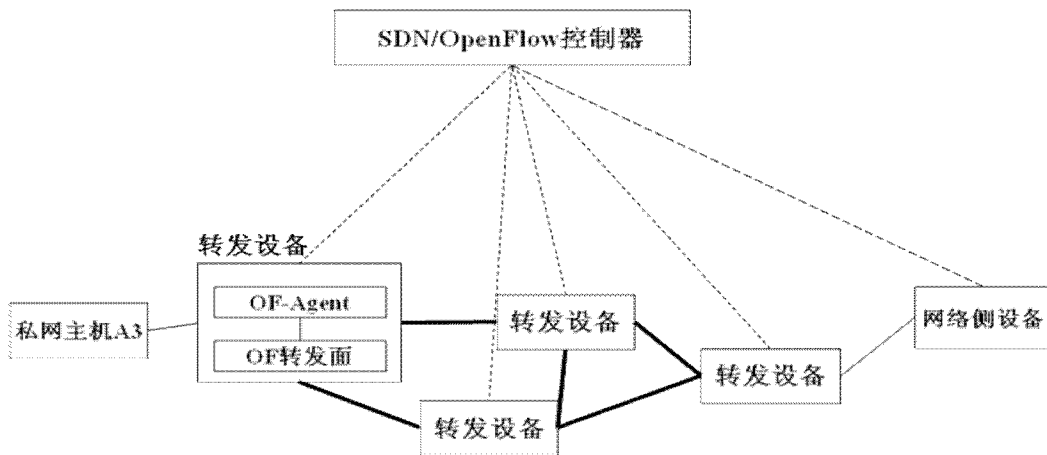 SDN/OpenFlow控制器
转发设备
OF-Agent
OF转发面
私网主机A3
转发设备
网络侧设备
转发设备
转发设备